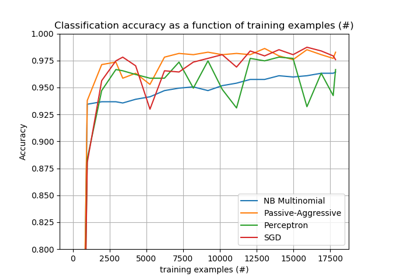 Classification accuracy as a function of training examples (#)
1.000
0.975
0.950
0.925
0.900
0.875
0.850
0.825
0.800
Accuracy
NB Multinomial
Passive-Aggressive
Perceptron
SGD
0 2500 5000 7500 10000 12500 15000 17500
training examples (#)